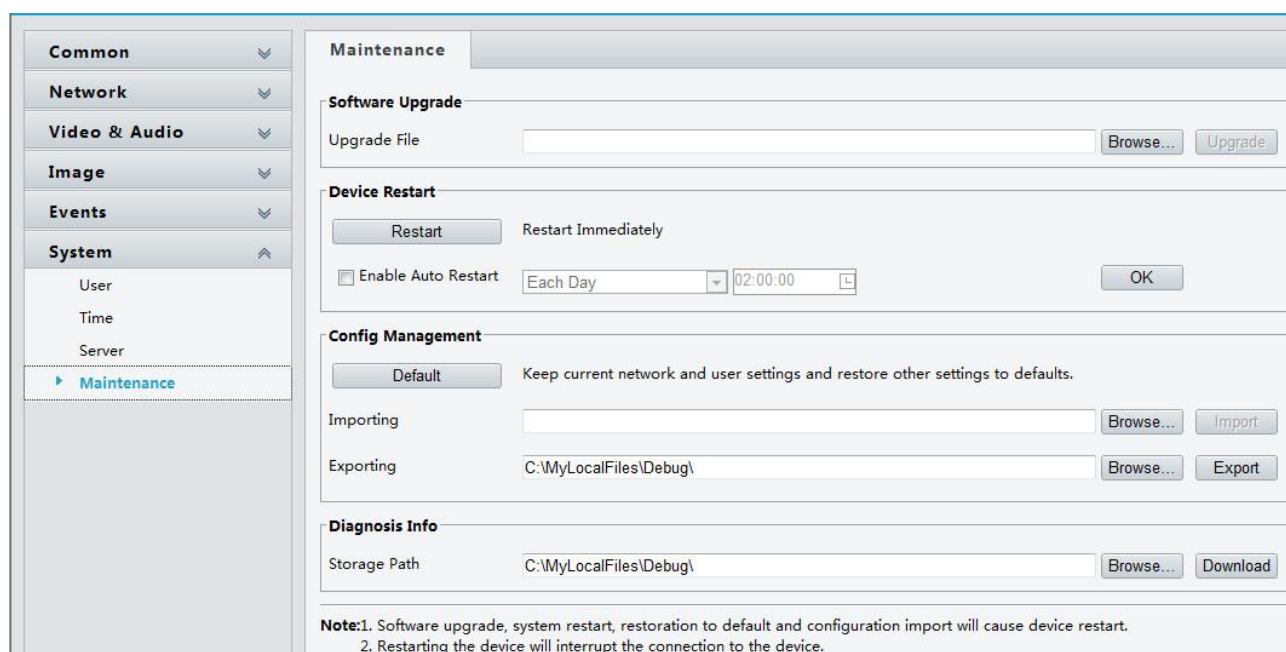 Common
Network
Video & Audio
Image
Events
System
User
Time
Server
Maintenance
Maintenance
Software Upgrade
Upgrade File Browse... Upgrade
Device Restart
Restart Restart Immediately
Enable Auto Restart Each Day 02:00:00 OK
Config Management
Default Keep current network and user settings and restore other settings to defaults.
Importing Browse... Import
Exporting C:\MyLocalFiles\Debug\ Browse... Export
Diagnosis Info
Storage Path C:\MyLocalFiles\Debug\ Browse... Download
Note:1. Software upgrade, system restart, restoration to default and configuration import will cause device restart.
2. Restarting the device will interrupt the connection to the device.